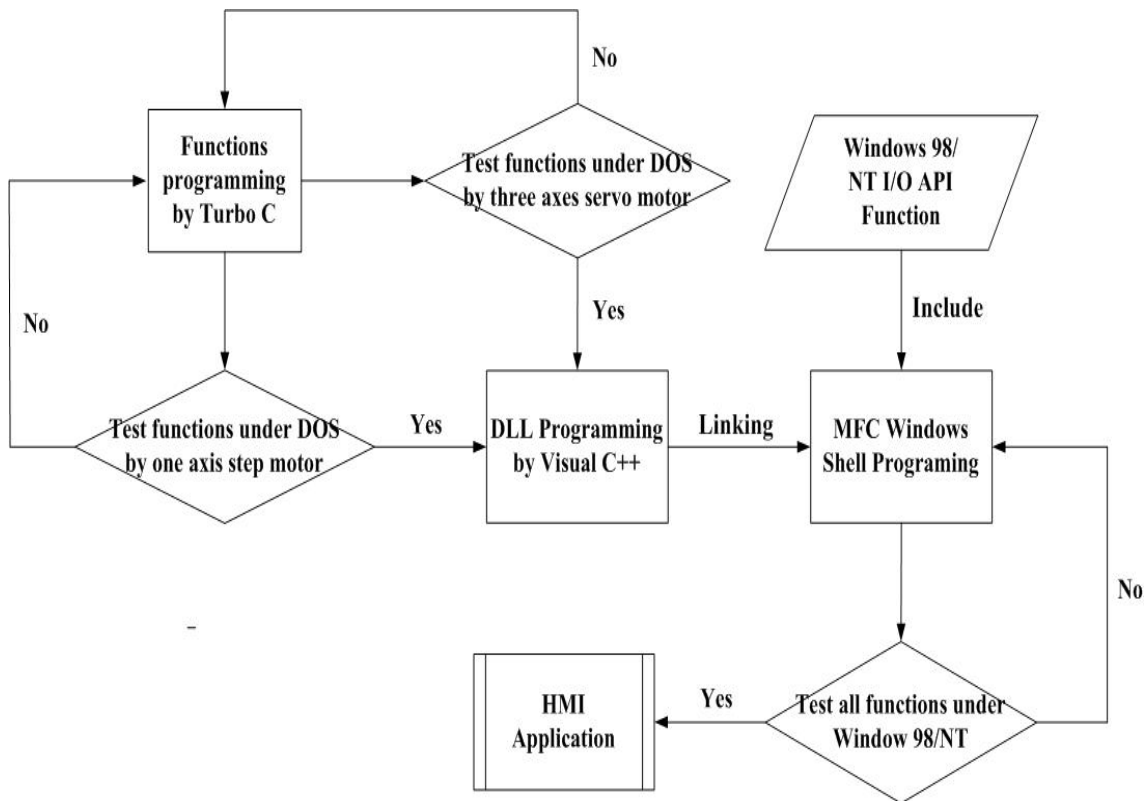 No
Functions
programming
by Turbo C
Test functions under DOS
by three axes servo motor
Windows 98/
NT I/O API
Function
No
Yes
Include
Test functions under DOS
by one axis step motor
Yes
DLL Programming
by Visual C++
Linking
MFC Windows
Shell Programing
No
HMI
Application
Yes
Test all functions under
Window 98/NT